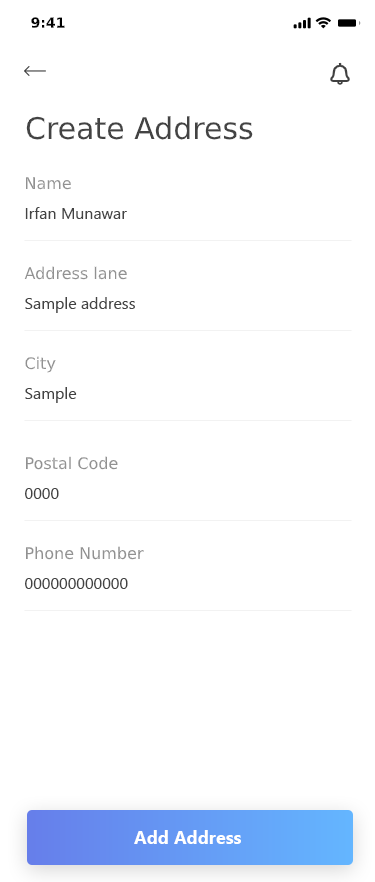 9:41
Create Address
Name
Irfan Munawar
Address lane
Sample address
City
Sample
Postal Code
0000
Phone Number
000000000000
Add Address